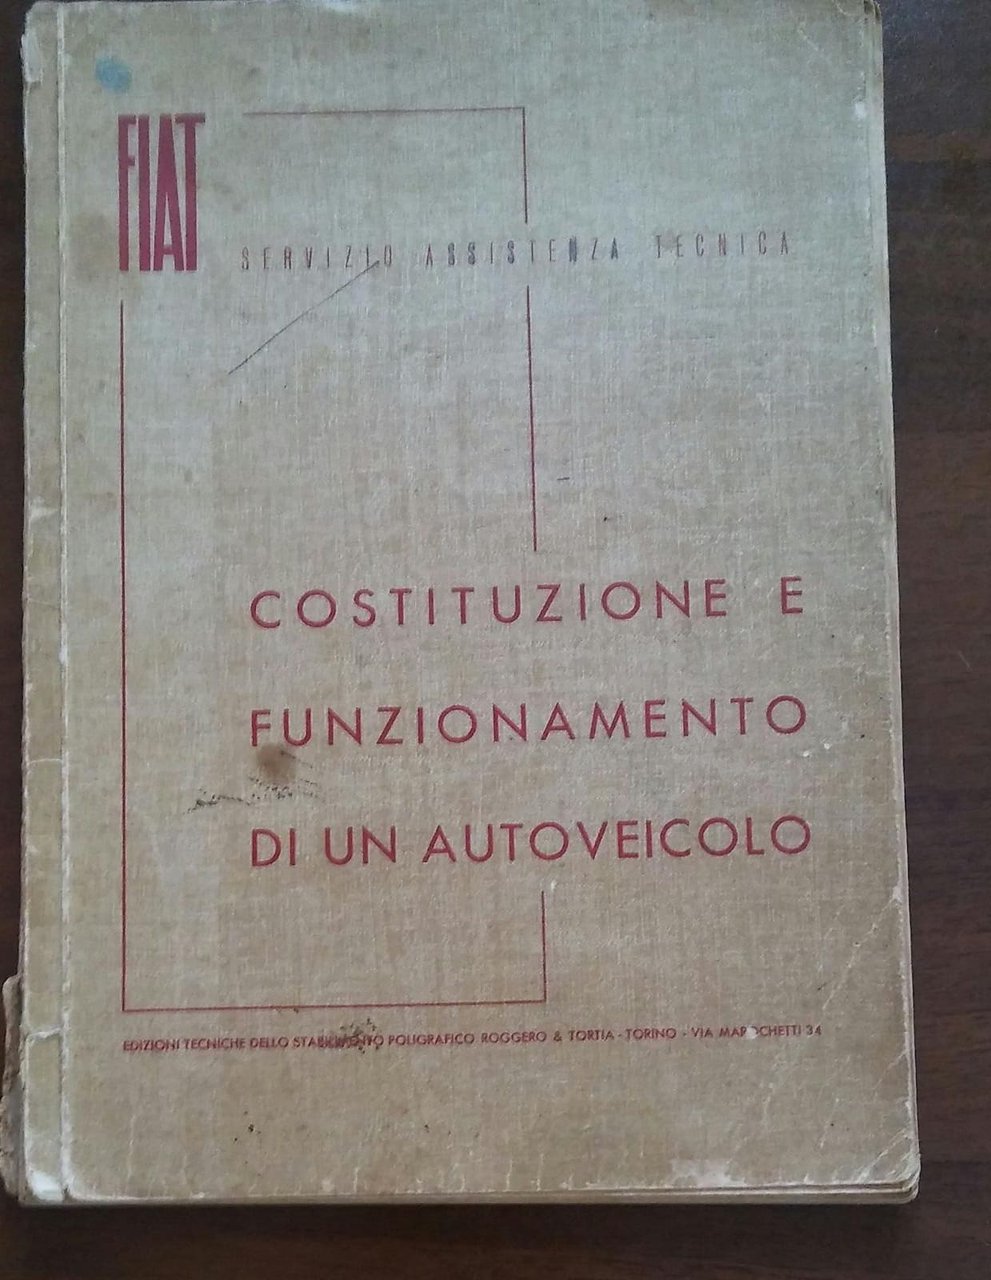 FIAT
SERVIZIO ASSISTENZA TECNICA
COSTITUZIONE E
FUNZIONAMENTO
DI UN AUTOVEICOLO
EDIZIONI TECNICHE DELLO STABILIMENTO POLIGRAFICO ROGGERO & TORTIA - TORINO - VIA MAROCHETTI 34